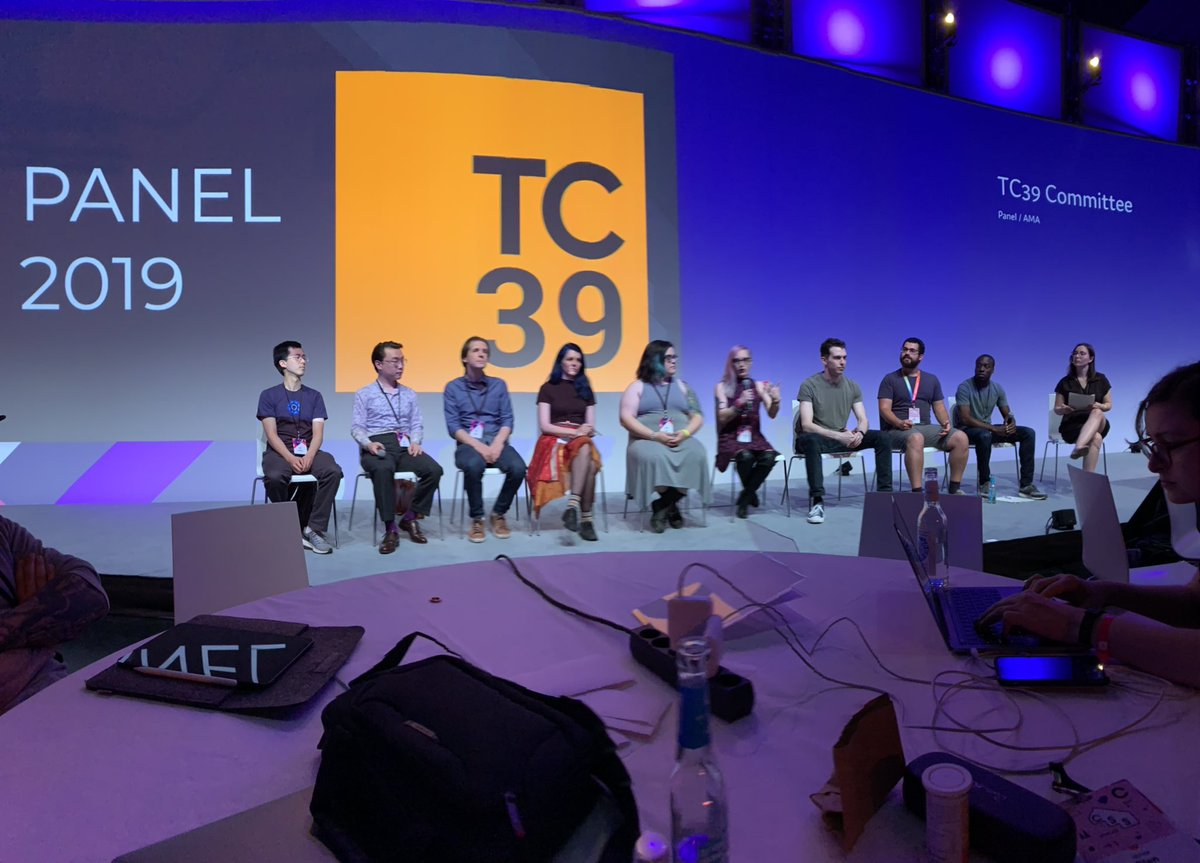 PANEL
2019
TC
39
TC39 Committee
Panel / AMA